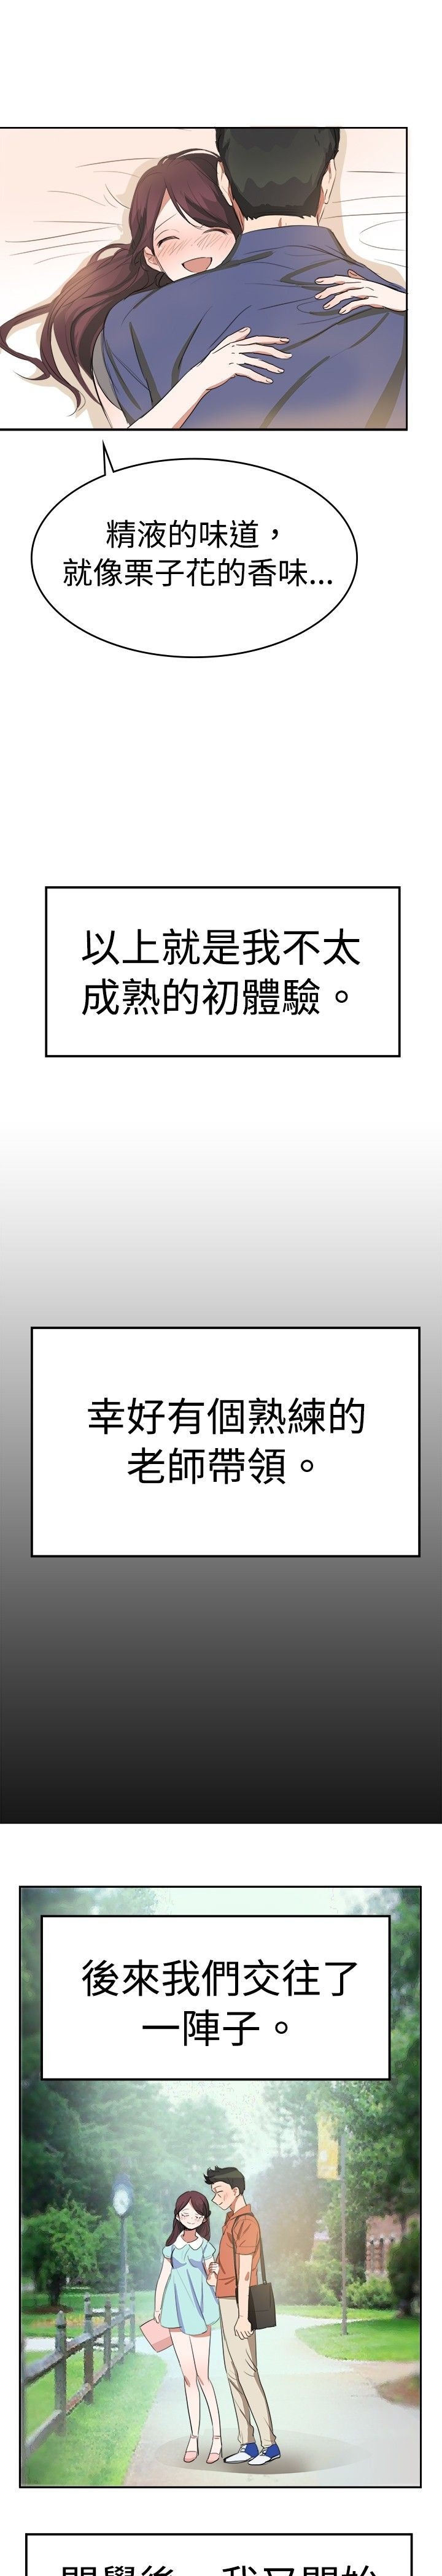 精液的味道，
就像栗子花的香味...
以上就是我不太
成熟的初體驗。
幸好有個熟練的
老師帶領。
後來我們交往了
一陣子。
開學後，我又開始